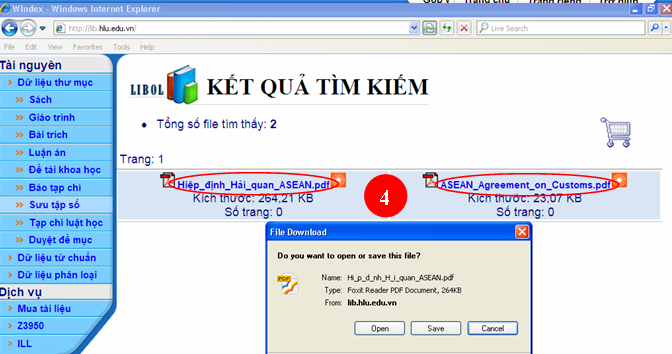 WIndex - Windows Internet Explorer
http://lib.hlu.edu.vn/
Live Search
File Edit View Favorites Tools Help
Tài nguyên
Dữ liệu thư mục
Sách
Giáo trình
Bài trích
Luận án
Đề tài khoa học
Báo tạp chí
Sưu tập số
Tạp chí luật học
Duyệt đề mục
Dữ liệu từ chuẩn
Dữ liệu phân loại
Dịch vụ
Mua tài liệu
Z3950
ILL
LIBOL
KẾT QUẢ TÌM KIẾM
Tổng số file tìm thấy: 2
Trang: 1
Hiệp_định_Hải_quan_ASEAN.pdf
Kích thước: 264,21 KB
Số trang: 0
4
ASEAN_Agreement_on_Customs.pdf
Kích thước: 23,07 KB
Số trang: 0
File Download
Do you want to open or save this file?
PDF
Name: Hi_p_d_nh_H_i_quan_ASEAN.pdf
Type: Foxit Reader PDF Document, 264KB
From: lib.hlu.edu.vn
Open Save Cancel